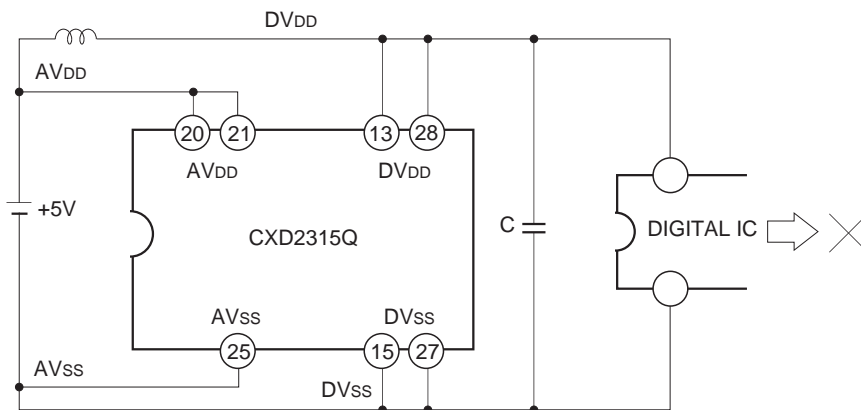 DVDD
AVDD
20 21 13 28
AVDD DVDD
+5V
CXD2315Q
C
DIGITAL IC
AVSS DVSS
25 15 27
AVSS
DVSS